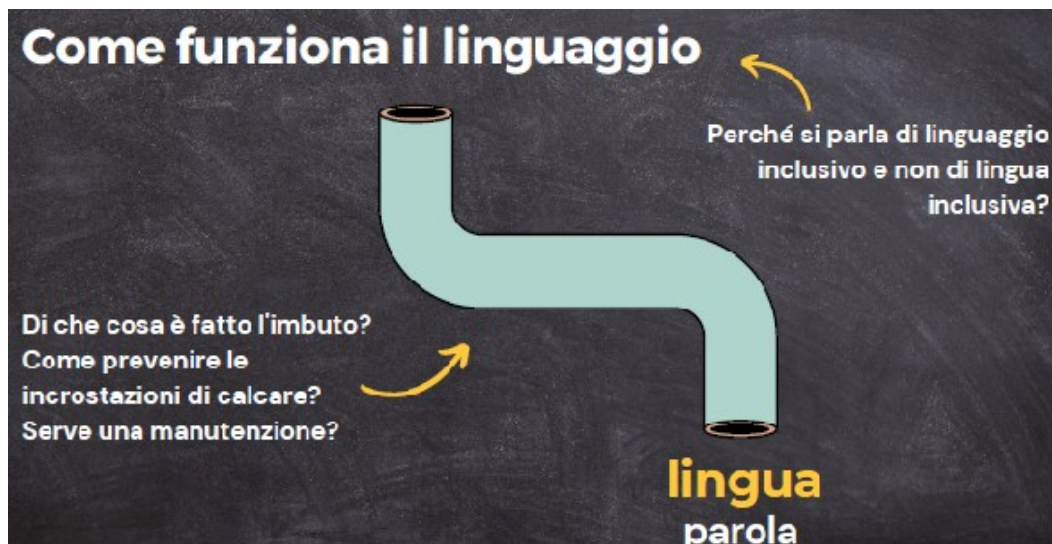 Come funziona il linguaggio
Perché si parla di linguaggio
inclusivo e non di lingua
inclusiva?
Di che cosa è fatto l'imbuto?
Come prevenire le
incrostazioni di calcare?
Serve una manutenzione?
lingua
parola